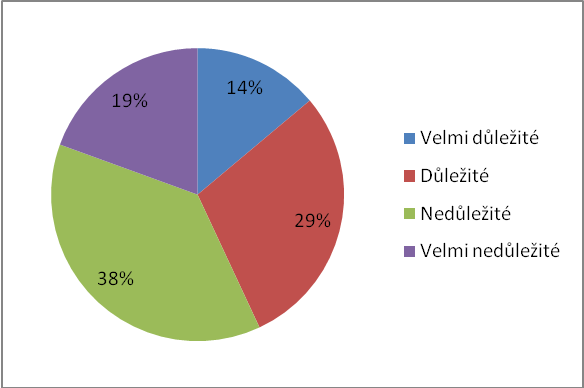 14%
29%
38%
19%
Velmi důležité
Důležité
Nedůležité
Velmi nedůležité